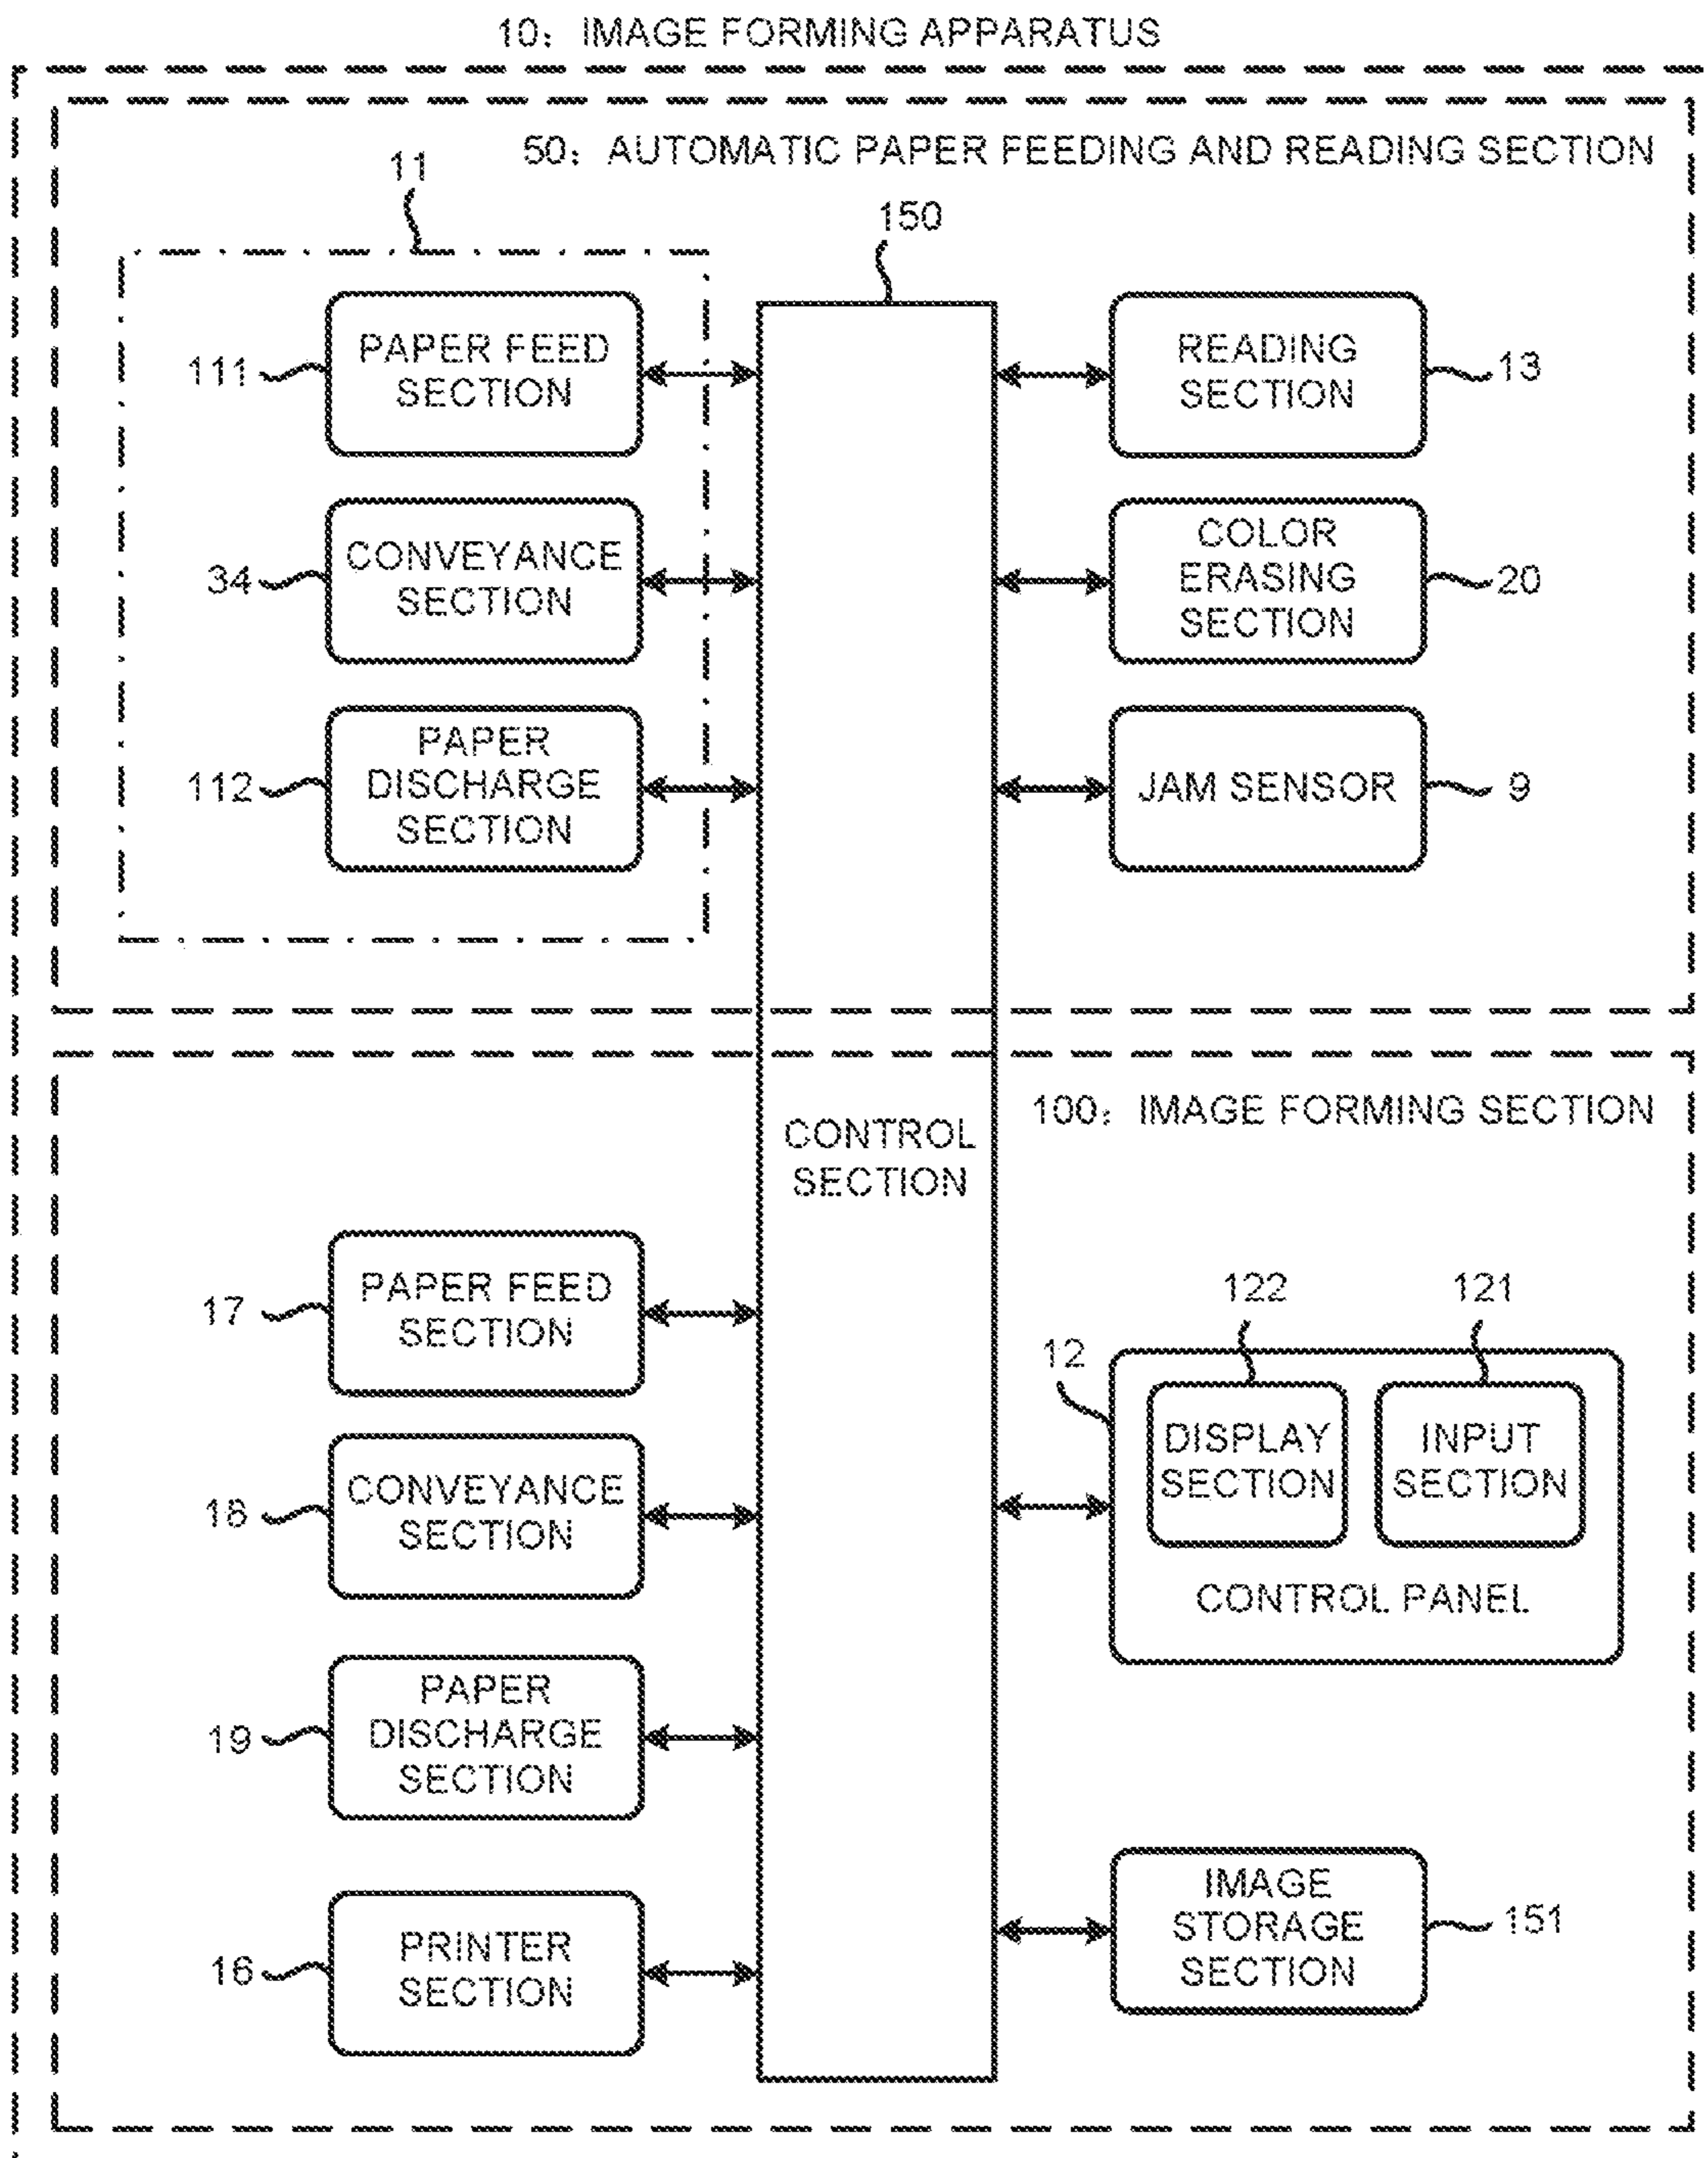 10: IMAGE FORMING APPARATUS
50: AUTOMATIC PAPER FEEDING AND READING SECTION
11
150
111
PAPER FEED
SECTION
READING
SECTION
13
34
CONVEYANCE
SECTION
COLOR
ERASING
SECTION
20
112
PAPER
DISCHARGE
SECTION
JAM SENSOR
9
100: IMAGE FORMING SECTION
CONTROL
SECTION
17
PAPER FEED
SECTION
122
121
12
DISPLAY
SECTION
INPUT
SECTION
CONTROL PANEL
18
CONVEYANCE
SECTION
19
PAPER
DISCHARGE
SECTION
16
PRINTER
SECTION
IMAGE
STORAGE
SECTION
151